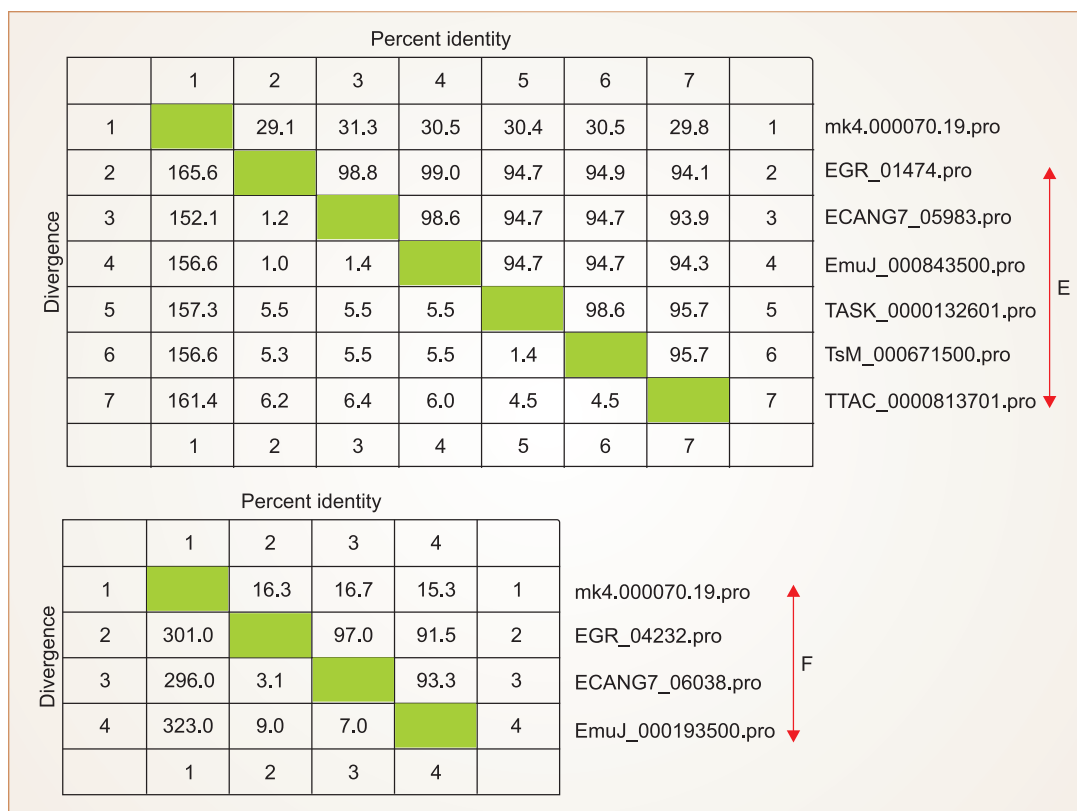 Percent identity
1 2 3 4 5 6 7
1 29.1 31.3 30.5 30.4 30.5 29.8 1 mk4.000070.19.pro
2 165.6 98.8 99.0 94.7 94.9 94.1 2 EGR_01474.pro
3 152.1 1.2 98.6 94.7 94.7 93.9 3 ECANG7_05983.pro
4 156.6 1.0 1.4 94.7 94.7 94.3 4 EmuJ_000843500.pro
5 157.3 5.5 5.5 5.5 98.6 95.7 5 TASK_0000132601.pro
6 156.6 5.3 5.5 5.5 1.4 95.7 6 TsM_000671500.pro
7 161.4 6.2 6.4 6.0 4.5 4.5 7 TTAC_0000813701.pro
1 2 3 4 5 6 7
Divergence
E
Percent identity
1 2 3 4
1 16.3 16.7 15.3 1 mk4.000070.19.pro
2 301.0 97.0 91.5 2 EGR_04232.pro
3 296.0 3.1 93.3 3 ECANG7_06038.pro
4 323.0 9.0 7.0 4 EmuJ_000193500.pro
1 2 3 4
Divergence
F